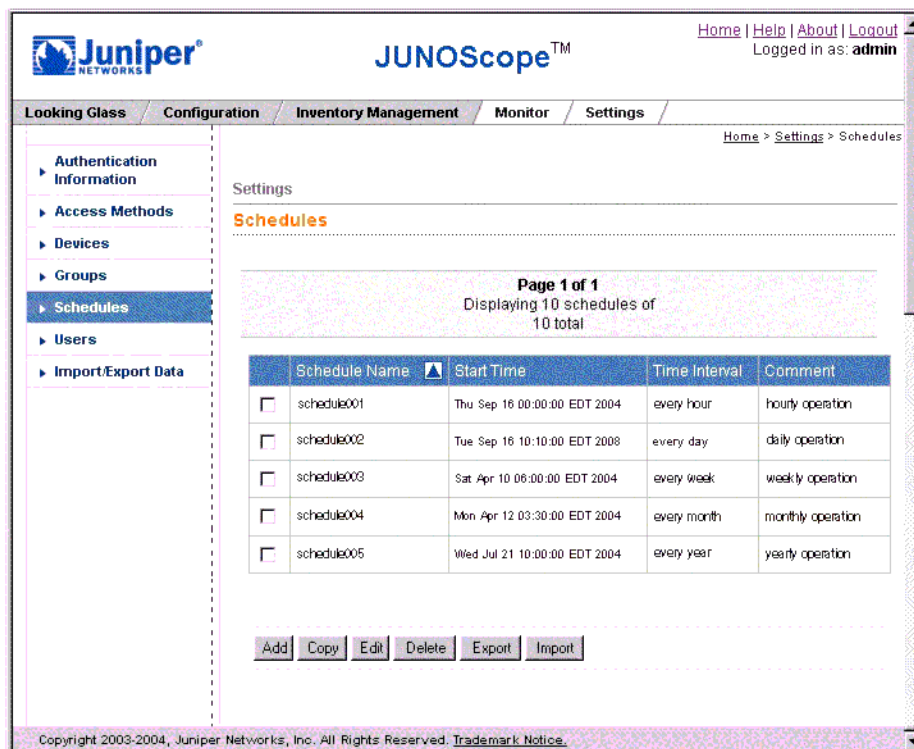 Juniper®
NETWORKS
JUNOScope™
Home | Help | About | Logout
Logged in as: admin
Looking Glass / Configuration / Inventory Management / Monitor / Settings /
Home > Settings > Schedules
Authentication Information
Access Methods
Devices
Groups
Schedules
Users
Import/Export Data
Settings
Schedules
Page 1 of 1
Displaying 10 schedules of
10 total
Schedule Name Start Time Time Interval Comment
schedule001 Thu Sep 16 00:00:00 EDT 2004 every hour hourly operation
schedule002 Tue Sep 16 10:10:00 EDT 2008 every day daily operation
schedule003 Sat Apr 10 06:00:00 EDT 2004 every week weekly operation
schedule004 Mon Apr 12 03:30:00 EDT 2004 every month monthly operation
schedule005 Wed Jul 21 10:00:00 EDT 2004 every year yearly operation
Add Copy Edit Delete Export Import
Copyright 2003-2004, Juniper Networks, Inc. All Rights Reserved. Trademark Notice.